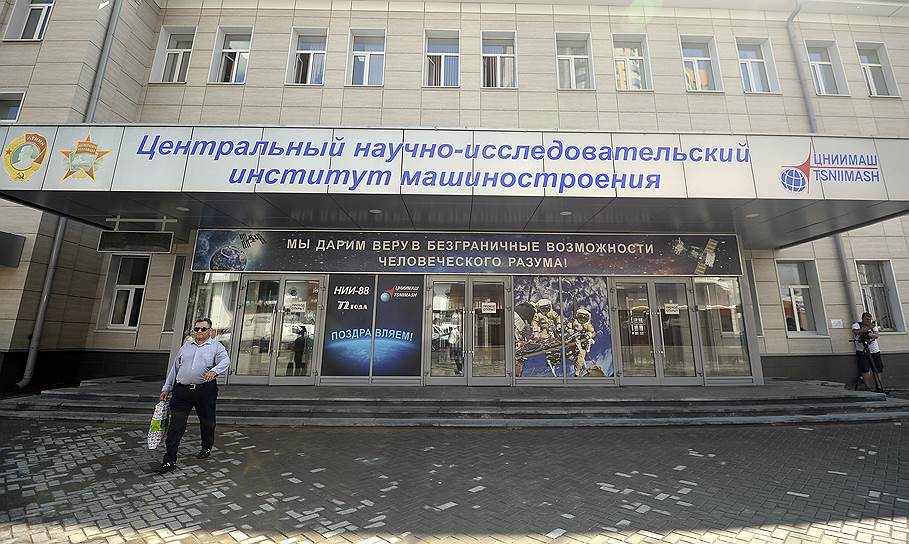 ЛЕНИН
Центральный научно-исследовательский
институт машиностроения
ЦНИИМАШ
TSNIIMASH
МЫ ДАРИМ ВЕРУ В БЕЗГРАНИЧНЫЕ ВОЗМОЖНОСТИ
ЧЕЛОВЕЧЕСКОГО РАЗУМА!
НИИ-88
72 ГОДА
ЦНИИМАШ
TSNIIMASH
ПОЗДРАВЛЯЕМ!